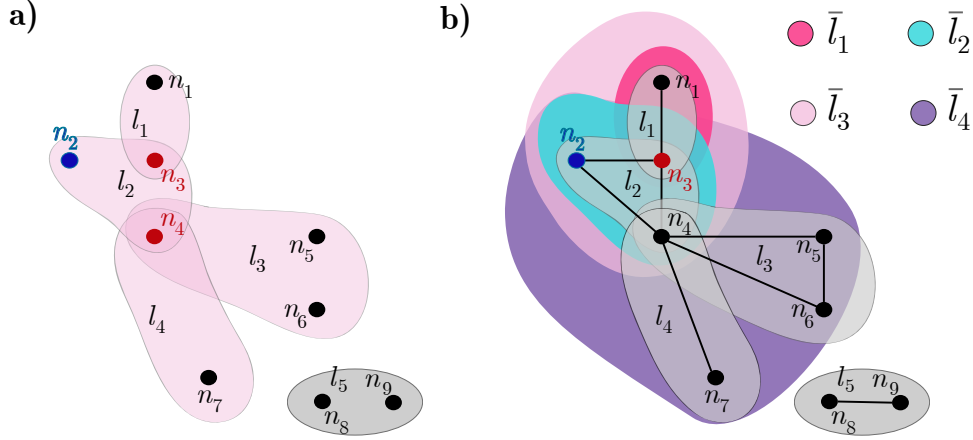 a)
n₁
l₁
n₂
n₃
l₂
n₄
n₅
l₃
n₆
l₄
n₇
l₅
n₉
n₈
b)
l̅₁
l̅₂
l̅₃
l̅₄
n₁
l₁
n₂
n₃
l₂
n₄
n₅
l₃
n₆
l₄
n₇
l₅
n₉
n₈